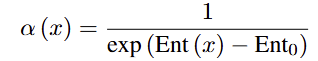 α (x) = 1 / exp (Ent (x) − Ent₀)